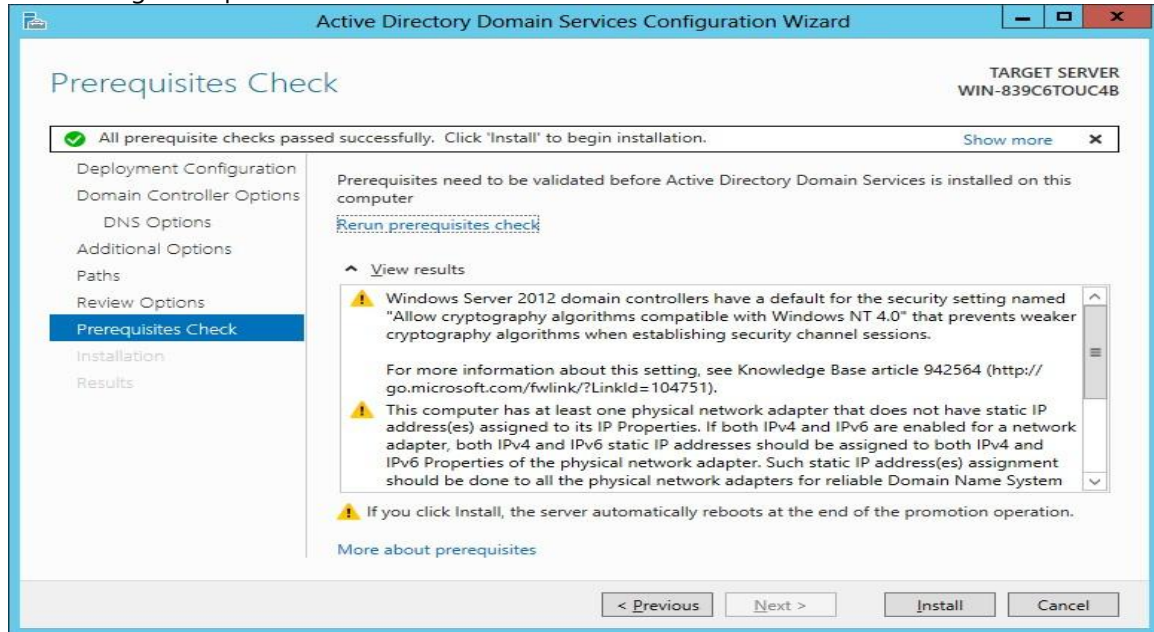 Active Directory Domain Services Configuration Wizard
Prerequisites Check
TARGET SERVER
WIN-839C6TOUC4B
All prerequisite checks passed successfully. Click 'Install' to begin installation.
Show more
Deployment Configuration
Domain Controller Options
DNS Options
Additional Options
Paths
Review Options
Prerequisites Check
Installation
Results
Prerequisites need to be validated before Active Directory Domain Services is installed on this
computer
Rerun prerequisites check
View results
Windows Server 2012 domain controllers have a default for the security setting named
"Allow cryptography algorithms compatible with Windows NT 4.0" that prevents weaker
cryptography algorithms when establishing security channel sessions.
For more information about this setting, see Knowledge Base article 942564 (http://
go.microsoft.com/fwlink/?LinkId=104751).
This computer has at least one physical network adapter that does not have static IP
address(es) assigned to its IP Properties. If both IPv4 and IPv6 are enabled for a network
adapter, both IPv4 and IPv6 static IP addresses should be assigned to both IPv4 and
IPv6 Properties of the physical network adapter. Such static IP address(es) assignment
should be done to all the physical network adapters for reliable Domain Name System
If you click Install, the server automatically reboots at the end of the promotion operation.
More about prerequisites
< Previous
Next >
Install
Cancel